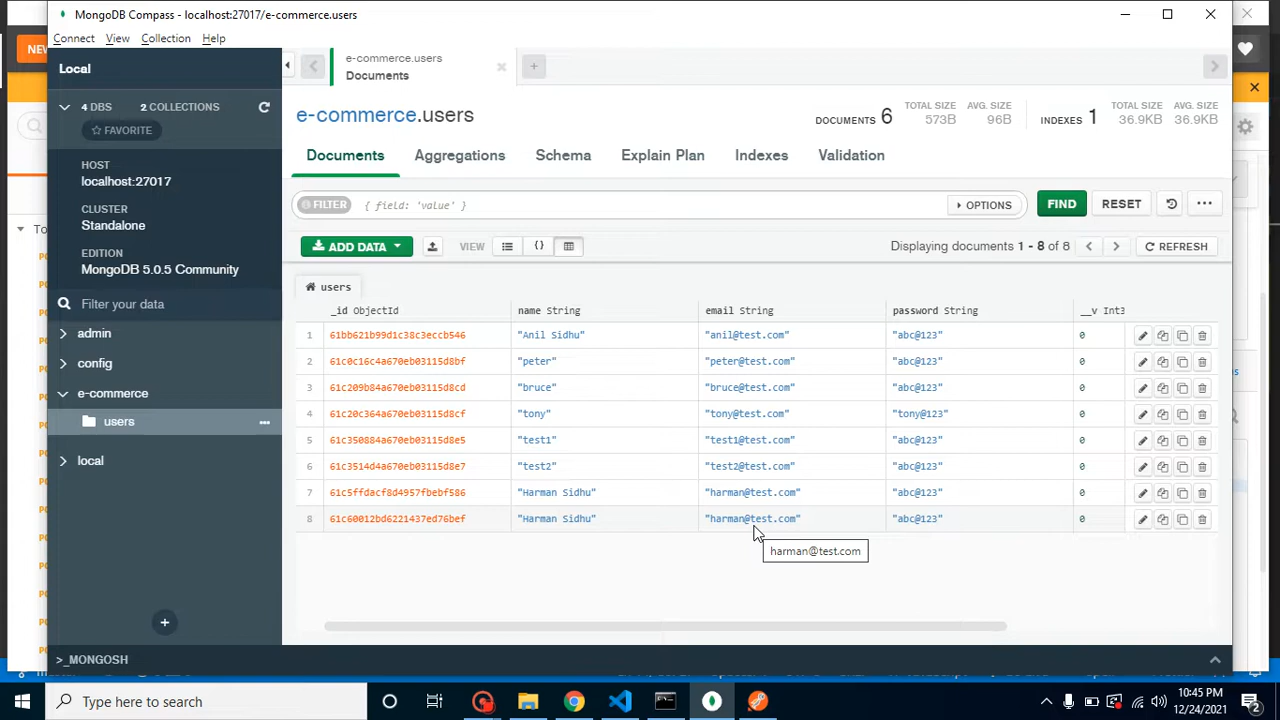 MongoDB Compass - localhost:27017/e-commerce.users
Connect View Collection Help
NEW
Local
4 DBS 2 COLLECTIONS
FAVORITE
HOST
localhost:27017
CLUSTER
Standalone
EDITION
MongoDB 5.0.5 Community
Filter your data
admin
config
e-commerce
users
local
>_MONGOSH
e-commerce.users
Documents
e-commerce.users
DOCUMENTS 6 TOTAL SIZE 573B AVG. SIZE 96B
INDEXES 1 TOTAL SIZE 36.9KB AVG. SIZE 36.9KB
Documents Aggregations Schema Explain Plan Indexes Validation
FILTER { field: 'value' } OPTIONS FIND RESET
ADD DATA VIEW Displaying documents 1 - 8 of 8 REFRESH
users
_id ObjectId name String email String password String __v Int3
1 61bb621b99d1c38c3eccb546 "Anil Sidhu" "anil@test.com" "abc@123" 0
2 61c0c16c4a670eb03115d8bf "peter" "peter@test.com" "abc@123" 0
3 61c209b84a670eb03115d8cd "bruce" "bruce@test.com" "abc@123" 0
4 61c20c364a670eb03115d8cf "tony" "tony@test.com" "tony@123" 0
5 61c350884a670eb03115d8e5 "test1" "test1@test.com" "abc@123" 0
6 61c3514d4a670eb03115d8e7 "test2" "test2@test.com" "abc@123" 0
7 61c5ffdacf8d4957fbebf586 "Harman Sidhu" "harman@test.com" "abc@123" 0
8 61c60012bd6221437ed76bef "Harman Sidhu" "harman@test.com" "abc@123" 0
harman@test.com
Type here to search
10:45 PM
12/24/2021
2